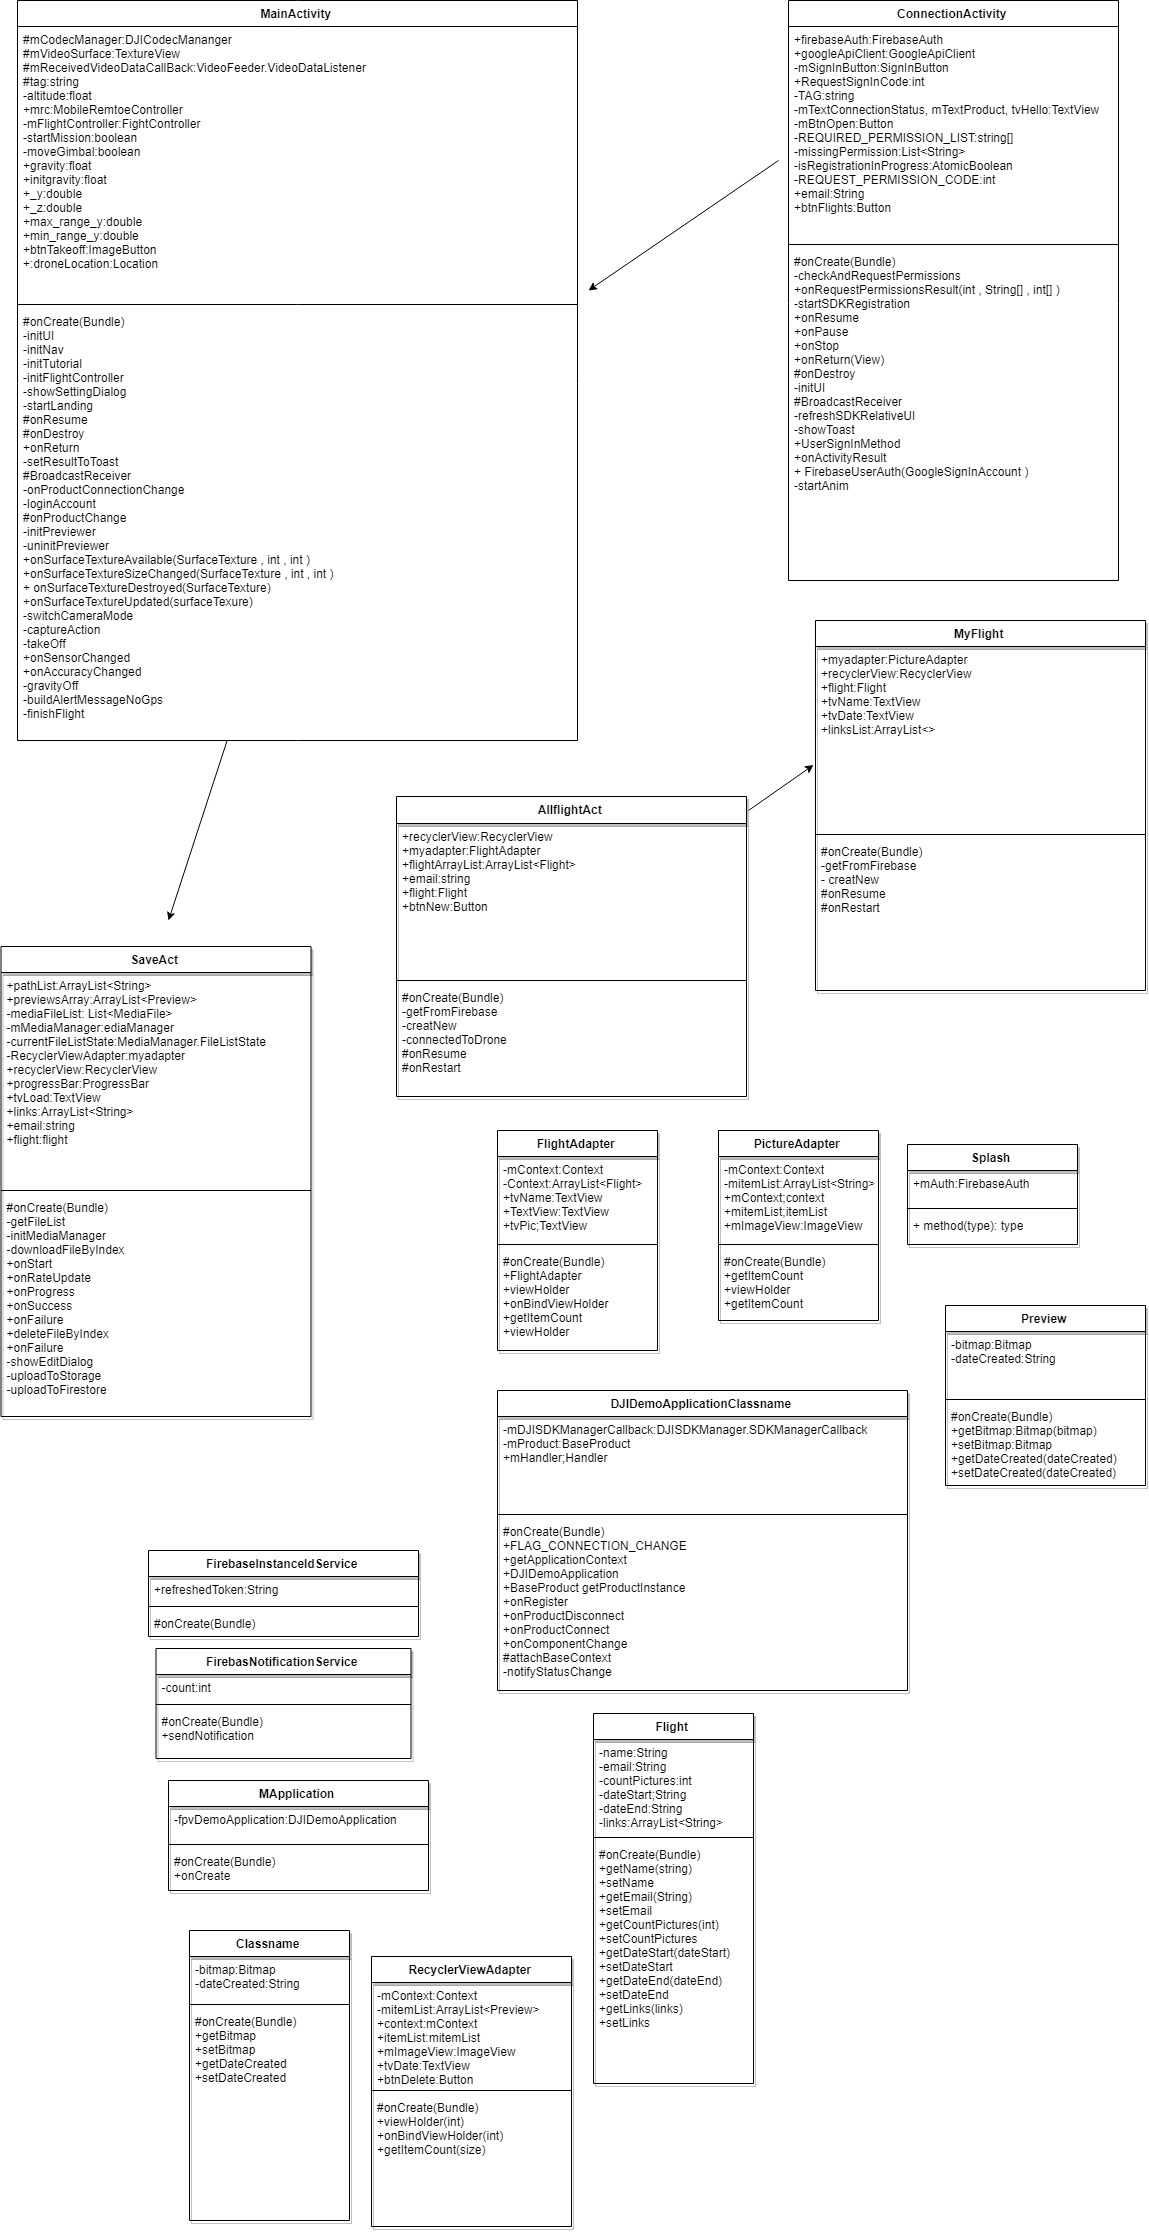 MainActivity
#mCodecManager:DJICodecMananger
#mVideoSurface:TextureView
#mReceivedVideoDataCallBack:VideoFeeder.VideoDataListener
#tag:string
-altitude:float
+mrc:MobileRemtoeController
-mFlightController:FightController
-startMission:boolean
-moveGimbal:boolean
+gravity:float
+initgravity:float
+_y:double
+_z:double
+max_range_y:double
+min_range_y:double
+btnTakeoff:ImageButton
+:droneLocation:Location
#onCreate(Bundle)
-initUI
-initNav
-initTutorial
-initFlightController
-showSettingDialog
-startLanding
#onResume
#onDestroy
+onReturn
-setResultToToast
#BroadcastReceiver
-onProductConnectionChange
-loginAccount
#onProductChange
-initPreviewer
-uninitPreviewer
+onSurfaceTextureAvailable(SurfaceTexture , int , int )
+onSurfaceTextureSizeChanged(SurfaceTexture , int , int )
+ onSurfaceTextureDestroyed(SurfaceTexture)
+onSurfaceTextureUpdated(surfaceTexure)
-switchCameraMode
-captureAction
-takeOff
+onSensorChanged
+onAccuracyChanged
-gravityOff
-buildAlertMessageNoGps
-finishFlight
ConnectionActivity
+firebaseAuth:FirebaseAuth
+googleApiClient:GoogleApiClient
-mSignInButton:SignInButton
+RequestSignInCode:int
-TAG:string
-mTextConnectionStatus, mTextProduct, tvHello:TextView
-mBtnOpen:Button
-REQUIRED_PERMISSION_LIST:string[]
-missingPermission:List<String>
-isRegistrationInProgress:AtomicBoolean
-REQUEST_PERMISSION_CODE:int
+email:String
+btnFlights:Button
#onCreate(Bundle)
-checkAndRequestPermissions
+onRequestPermissionsResult(int , String[] , int[] )
-startSDKRegistration
+onResume
+onPause
+onStop
+onReturn(View)
#onDestroy
-initUI
#BroadcastReceiver
-refreshSDKRelativeUI
-showToast
+UserSignInMethod
+onActivityResult
+ FirebaseUserAuth(GoogleSignInAccount )
-startAnim
MyFlight
+myadapter:PictureAdapter
+recyclerView:RecyclerView
+flight:Flight
+tvName:TextView
+tvDate:TextView
+linksList:ArrayList<>
#onCreate(Bundle)
-getFromFirebase
- creatNew
#onResume
#onRestart
AllflightAct
+recyclerView:RecyclerView
+myadapter:FlightAdapter
+flightArrayList:ArrayList<Flight>
+email:string
+flight:Flight
+btnNew:Button
#onCreate(Bundle)
-getFromFirebase
-creatNew
-connectedToDrone
#onResume
#onRestart
SaveAct
+pathList:ArrayList<String>
+previewsArray:ArrayList<Preview>
-mediaFileList: List<MediaFile>
-mMediaManager:ediaManager
-currentFileListState:MediaManager.FileListState
-RecyclerViewAdapter:myadapter
+recyclerView:RecyclerView
+progressBar:ProgressBar
+tvLoad:TextView
+links:ArrayList<String>
+email:string
+flight:flight
#onCreate(Bundle)
-getFileList
-initMediaManager
-downloadFileByIndex
+onStart
+onRateUpdate
+onProgress
+onSuccess
+onFailure
+deleteFileByIndex
+onFailure
-showEditDialog
-uploadToStorage
-uploadToFirestore
FlightAdapter
-mContext:Context
-Context:ArrayList<Flight>
+tvName:TextView
+TextView:TextView
+tvPic;TextView
#onCreate(Bundle)
+FlightAdapter
+viewHolder
+onBindViewHolder
+getItemCount
+viewHolder
PictureAdapter
-mContext:Context
-mitemList:ArrayList<String>
+mContext;context
+mitemList;itemList
+mImageView:ImageView
#onCreate(Bundle)
+getItemCount
+viewHolder
+getItemCount
Splash
+mAuth:FirebaseAuth
+ method(type): type
Preview
-bitmap:Bitmap
-dateCreated:String
#onCreate(Bundle)
+getBitmap:Bitmap(bitmap)
+setBitmap:Bitmap
+getDateCreated(dateCreated)
+setDateCreated(dateCreated)
DJIDemoApplicationClassname
-mDJISDKManagerCallback:DJISDKManager.SDKManagerCallback
-mProduct:BaseProduct
+mHandler;Handler
#onCreate(Bundle)
+FLAG_CONNECTION_CHANGE
+getApplicationContext
+DJIDemoApplication
+BaseProduct getProductInstance
+onRegister
+onProductDisconnect
+onProductConnect
+onComponentChange
#attachBaseContext
-notifyStatusChange
FirebaseInstanceIdService
+refreshedToken:String
#onCreate(Bundle)
FirebasNotificationService
-count:int
#onCreate(Bundle)
+sendNotification
MApplication
-fpvDemoApplication:DJIDemoApplication
#onCreate(Bundle)
+onCreate
Flight
-name:String
-email:String
-countPictures:int
-dateStart;String
-dateEnd:String
-links:ArrayList<String>
#onCreate(Bundle)
+getName(string)
+setName
+getEmail(String)
+setEmail
+getCountPictures(int)
+setCountPictures
+getDateStart(dateStart)
+setDateStart
+getDateEnd(dateEnd)
+setDateEnd
+getLinks(links)
+setLinks
Classname
-bitmap:Bitmap
-dateCreated:String
#onCreate(Bundle)
+getBitmap
+setBitmap
+getDateCreated
+setDateCreated
RecyclerViewAdapter
-mContext:Context
-mitemList:ArrayList<Preview>
+context:mContext
+itemList:mitemList
+mImageView:ImageView
+tvDate:TextView
+btnDelete:Button
#onCreate(Bundle)
+viewHolder(int)
+onBindViewHolder(int)
+getItemCount(size)